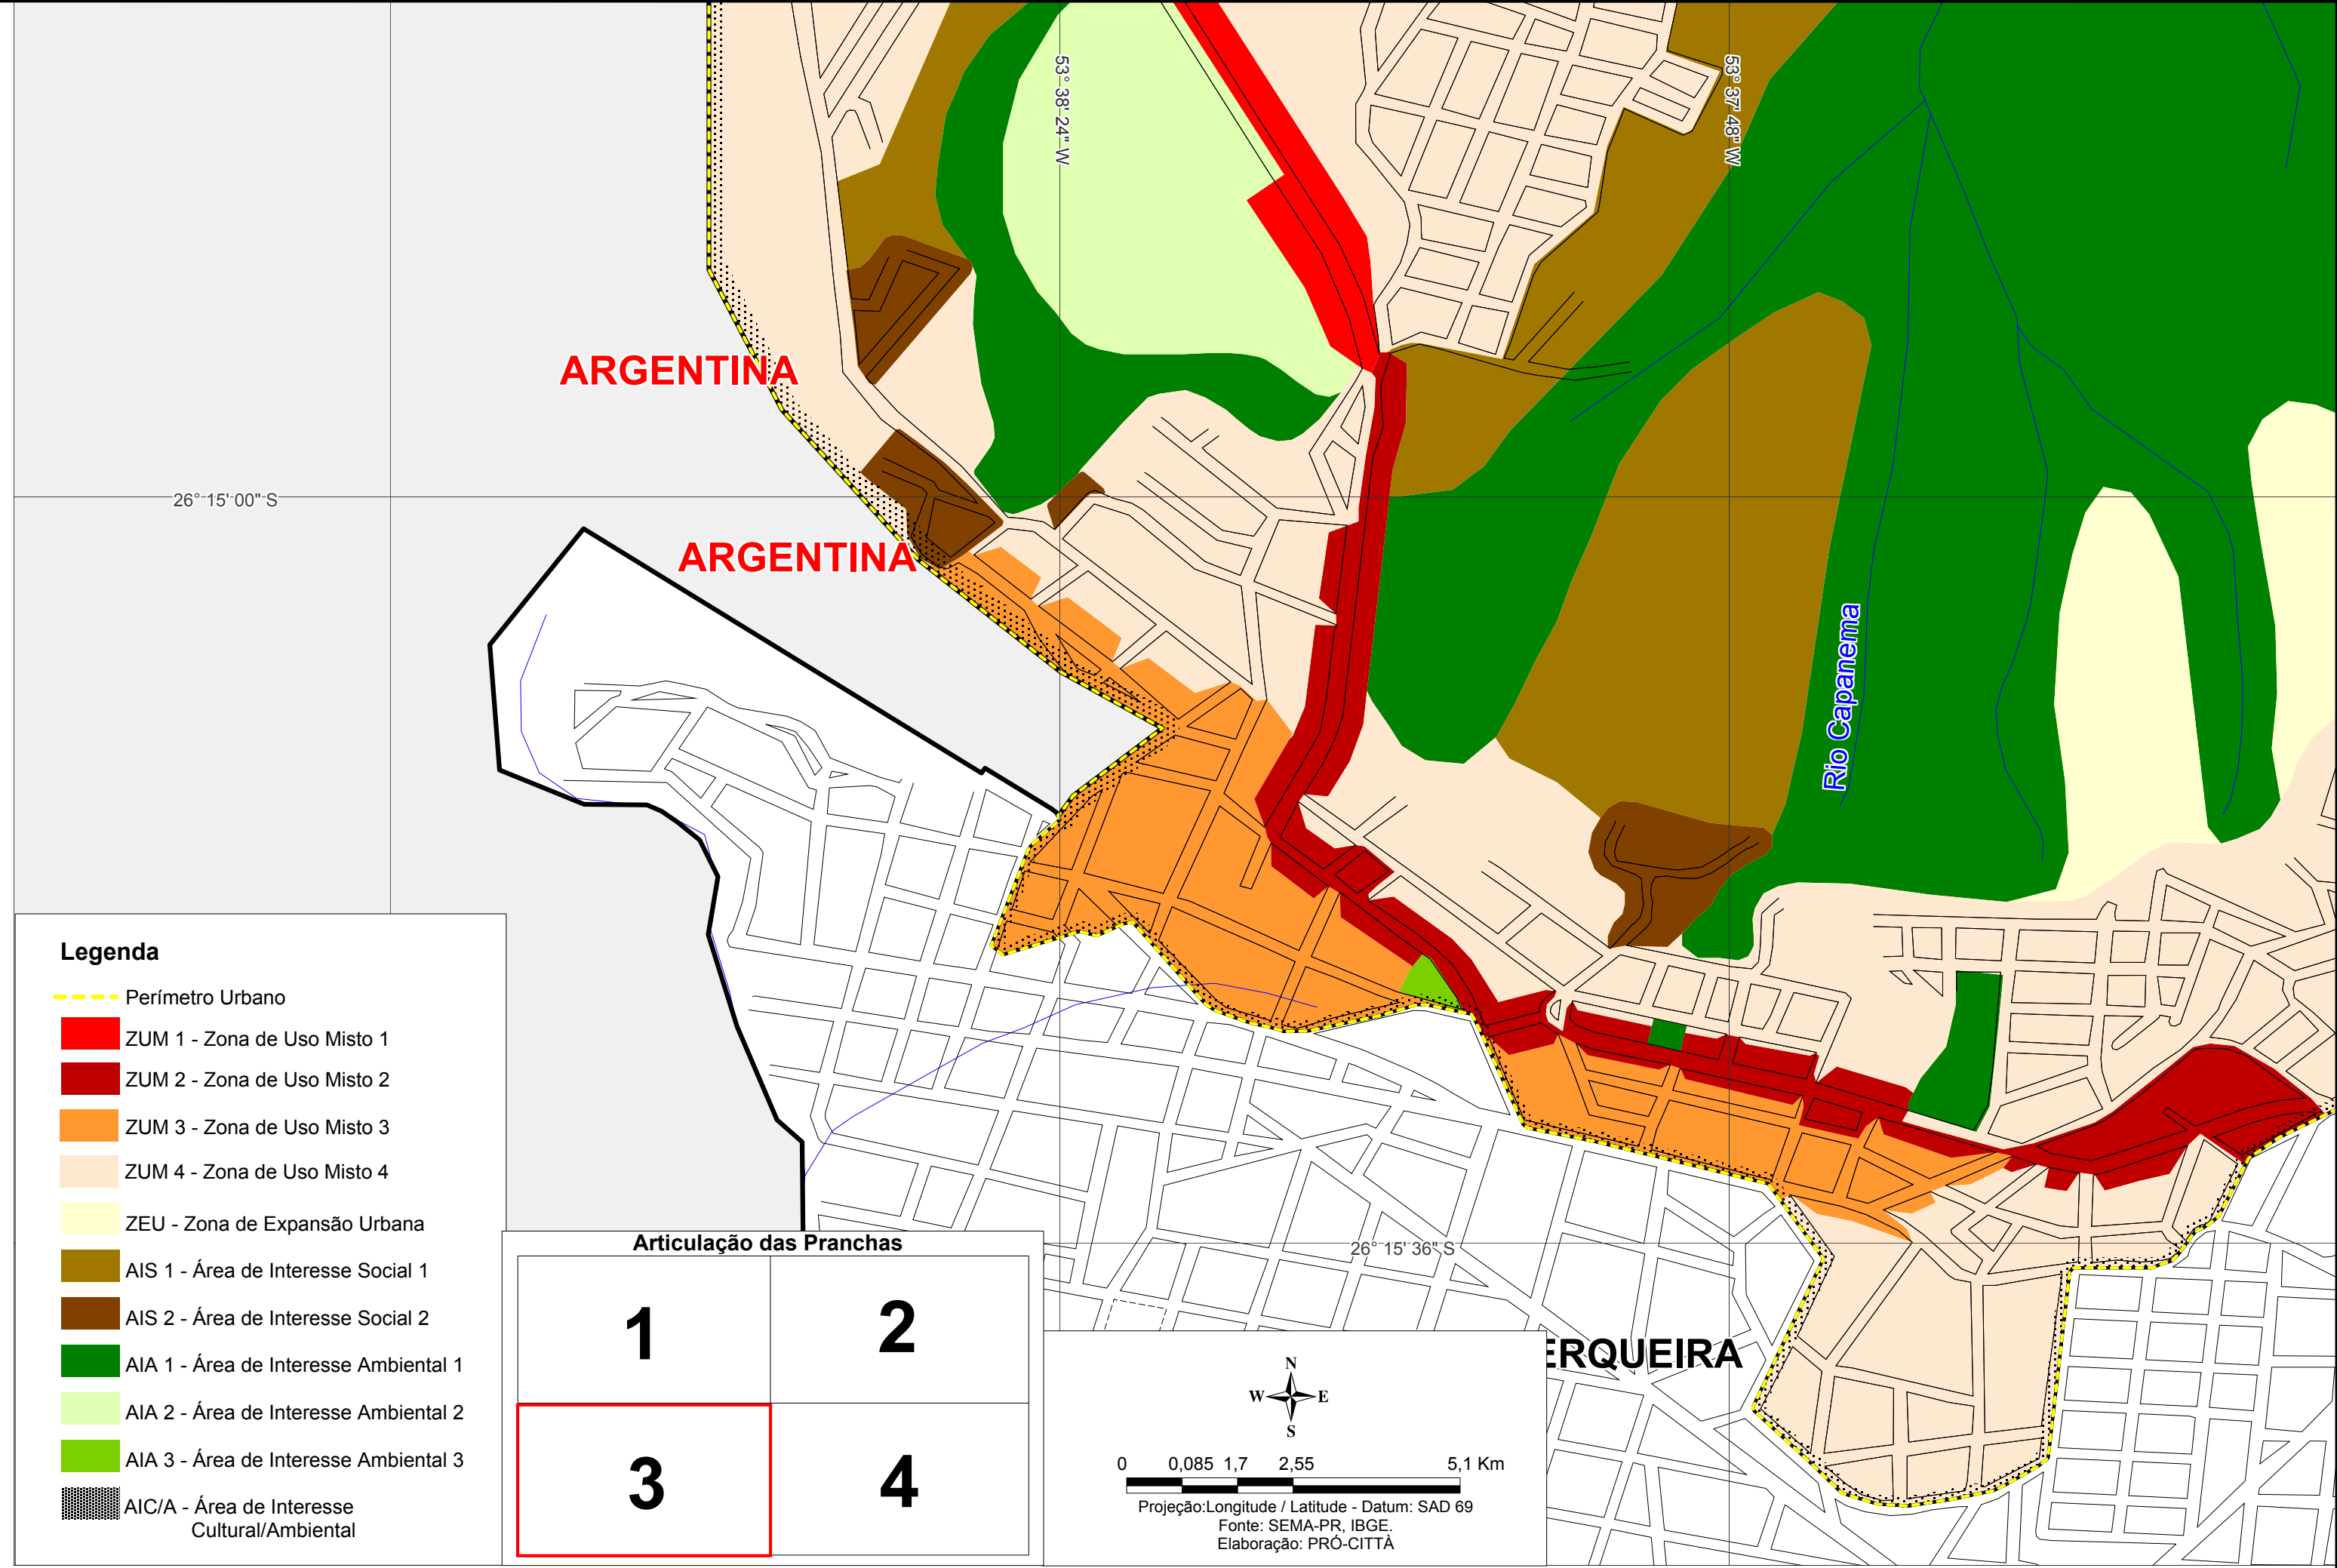 53° 38' 24" W
53° 37' 48" W
ARGENTINA
26° 15' 00" S
ARGENTINA
Rio Capanema
Legenda
Perímetro Urbano
ZUM 1 - Zona de Uso Misto 1
ZUM 2 - Zona de Uso Misto 2
ZUM 3 - Zona de Uso Misto 3
ZUM 4 - Zona de Uso Misto 4
ZEU - Zona de Expansão Urbana
AIS 1 - Área de Interesse Social 1
AIS 2 - Área de Interesse Social 2
AIA 1 - Área de Interesse Ambiental 1
AIA 2 - Área de Interesse Ambiental 2
AIA 3 - Área de Interesse Ambiental 3
AIC/A - Área de Interesse
Cultural/Ambiental
Articulação das Pranchas
1 2
3 4
26° 15' 36" S
ERQUEIRA
N
W E
S
0 0,085 1,7 2,55 5,1 Km
Projeção:Longitude / Latitude - Datum: SAD 69
Fonte: SEMA-PR, IBGE.
Elaboração: PRÓ-CITTÀ